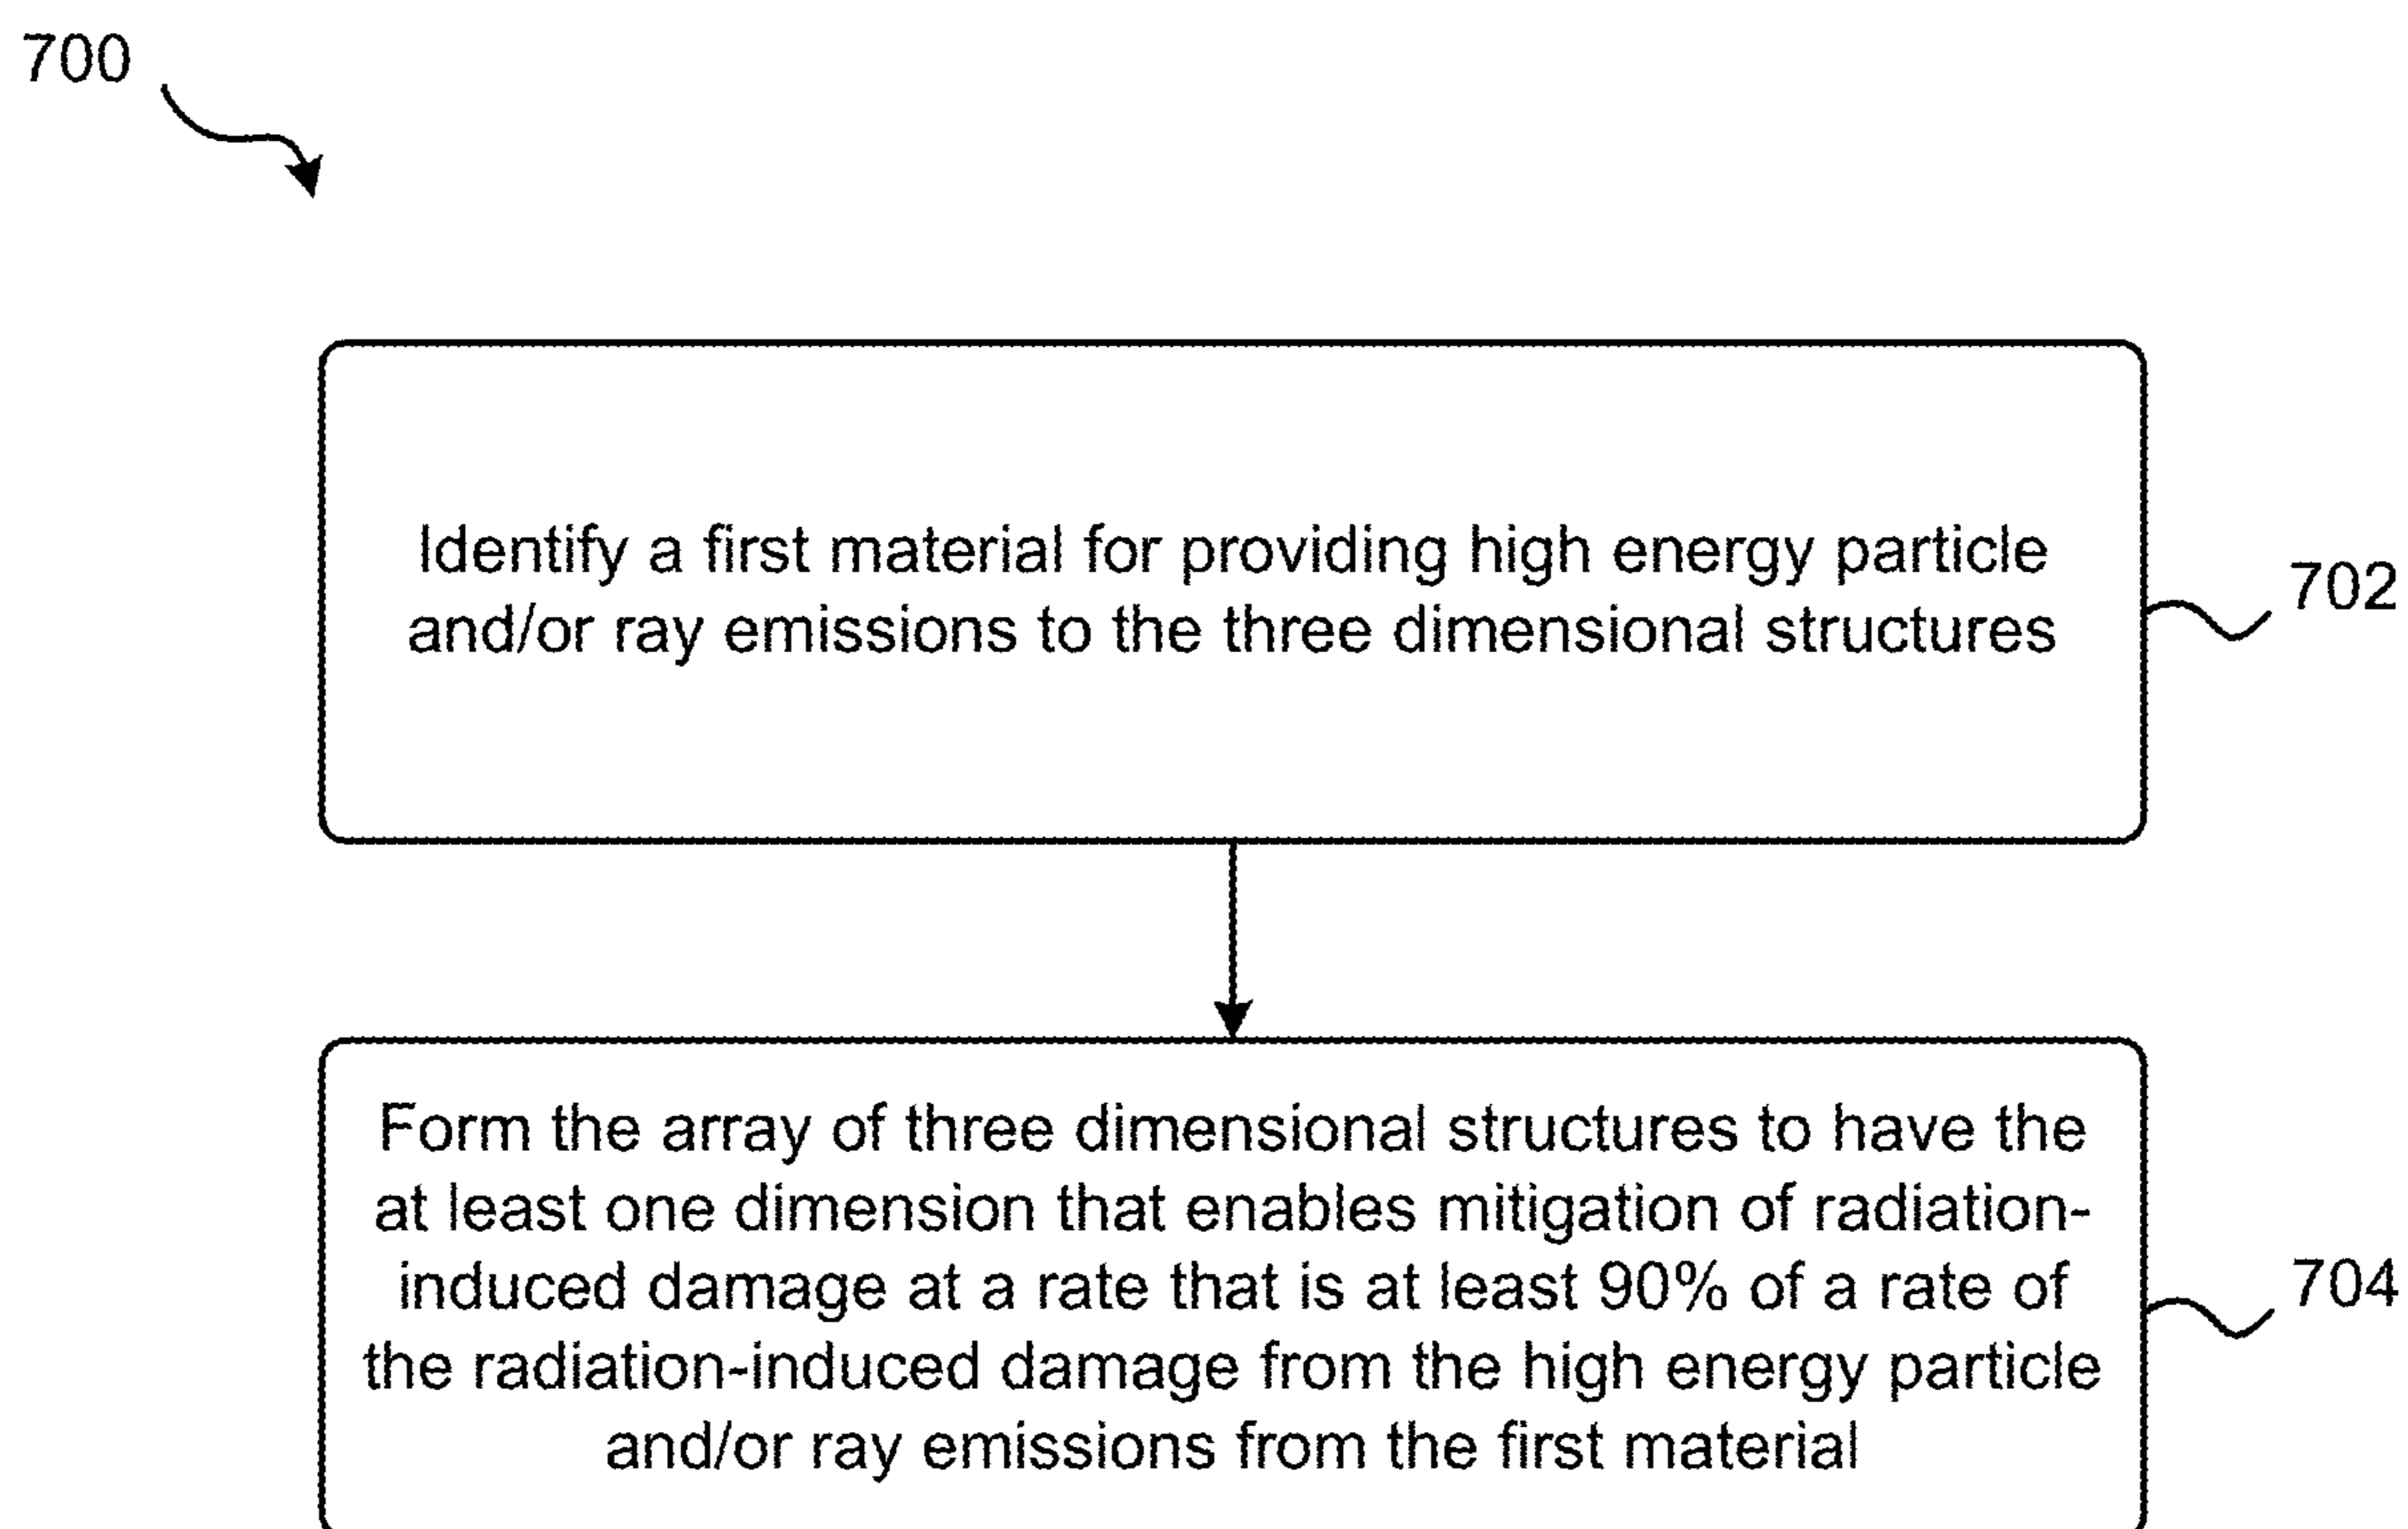 700
Identify a first material for providing high energy particle
and/or ray emissions to the three dimensional structures
702
Form the array of three dimensional structures to have the
at least one dimension that enables mitigation of radiation-
induced damage at a rate that is at least 90% of a rate of
the radiation-induced damage from the high energy particle
and/or ray emissions from the first material
704